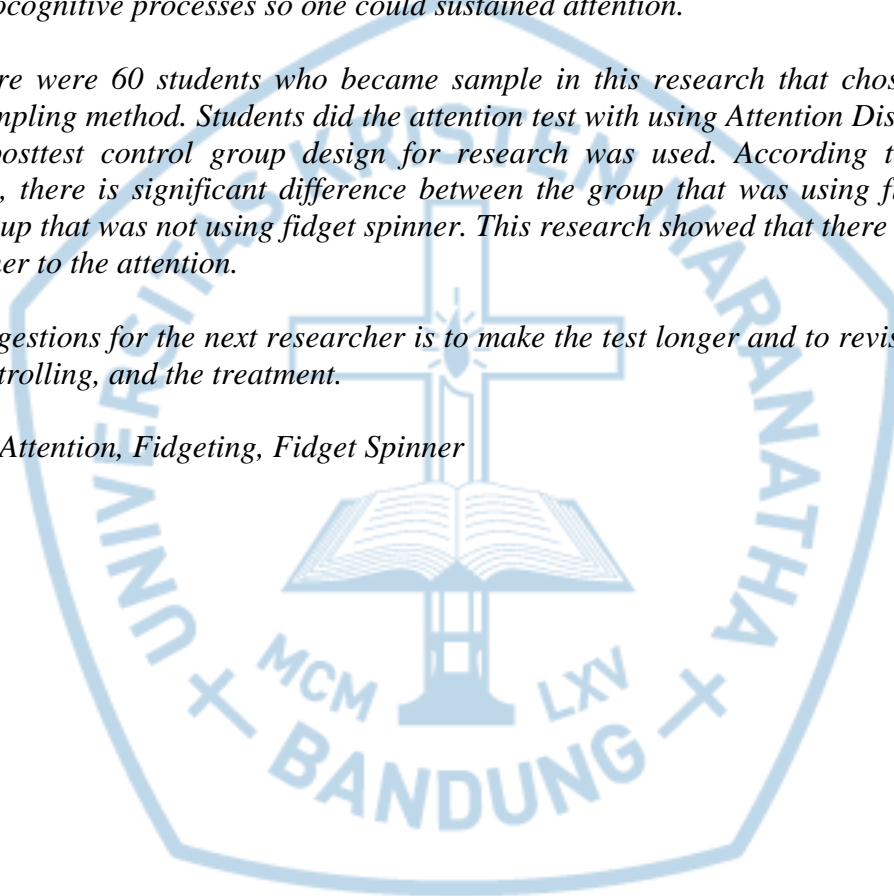 ocognitive processes so one could sustained attention.
re were 60 students who became sample in this research that chos
mpling method. Students did the attention test with using Attention Dis
posttest control group design for research was used. According t
, there is significant difference between the group that was using f
up that was not using fidget spinner. This research showed that there
ner to the attention.
gestions for the next researcher is to make the test longer and to revis
trolling, and the treatment.
Attention, Fidgeting, Fidget Spinner
UNIVERSITAS KRISTEN MARANATHA
MCM LXV
BANDUNG